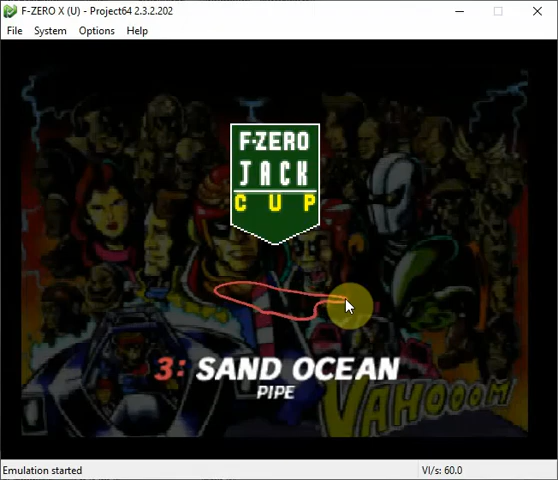 F-ZERO X (U) - Project64 2.3.2.202
File System Options Help
F-ZERO
JACK
CUP
3: SAND OCEAN
PIPE
VAHOOOM
Emulation started
VI/s: 60.0